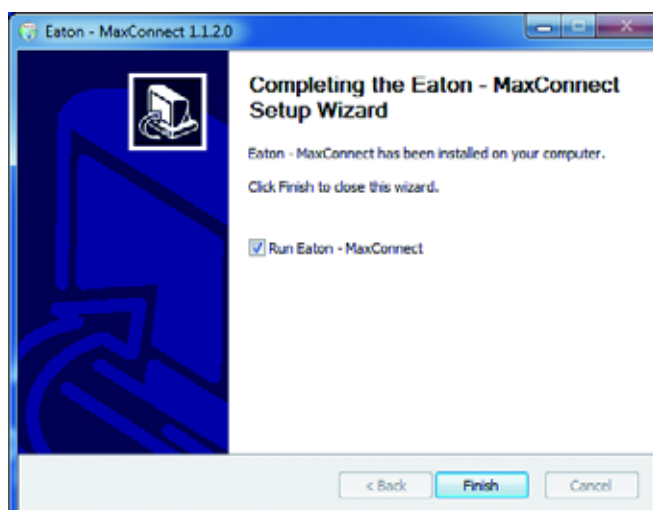 Eaton - MaxConnect 1.1.2.0
Completing the Eaton - MaxConnect
Setup Wizard
Eaton - MaxConnect has been installed on your computer.
Click Finish to close this wizard.
Run Eaton - MaxConnect
< Back
Finish
Cancel